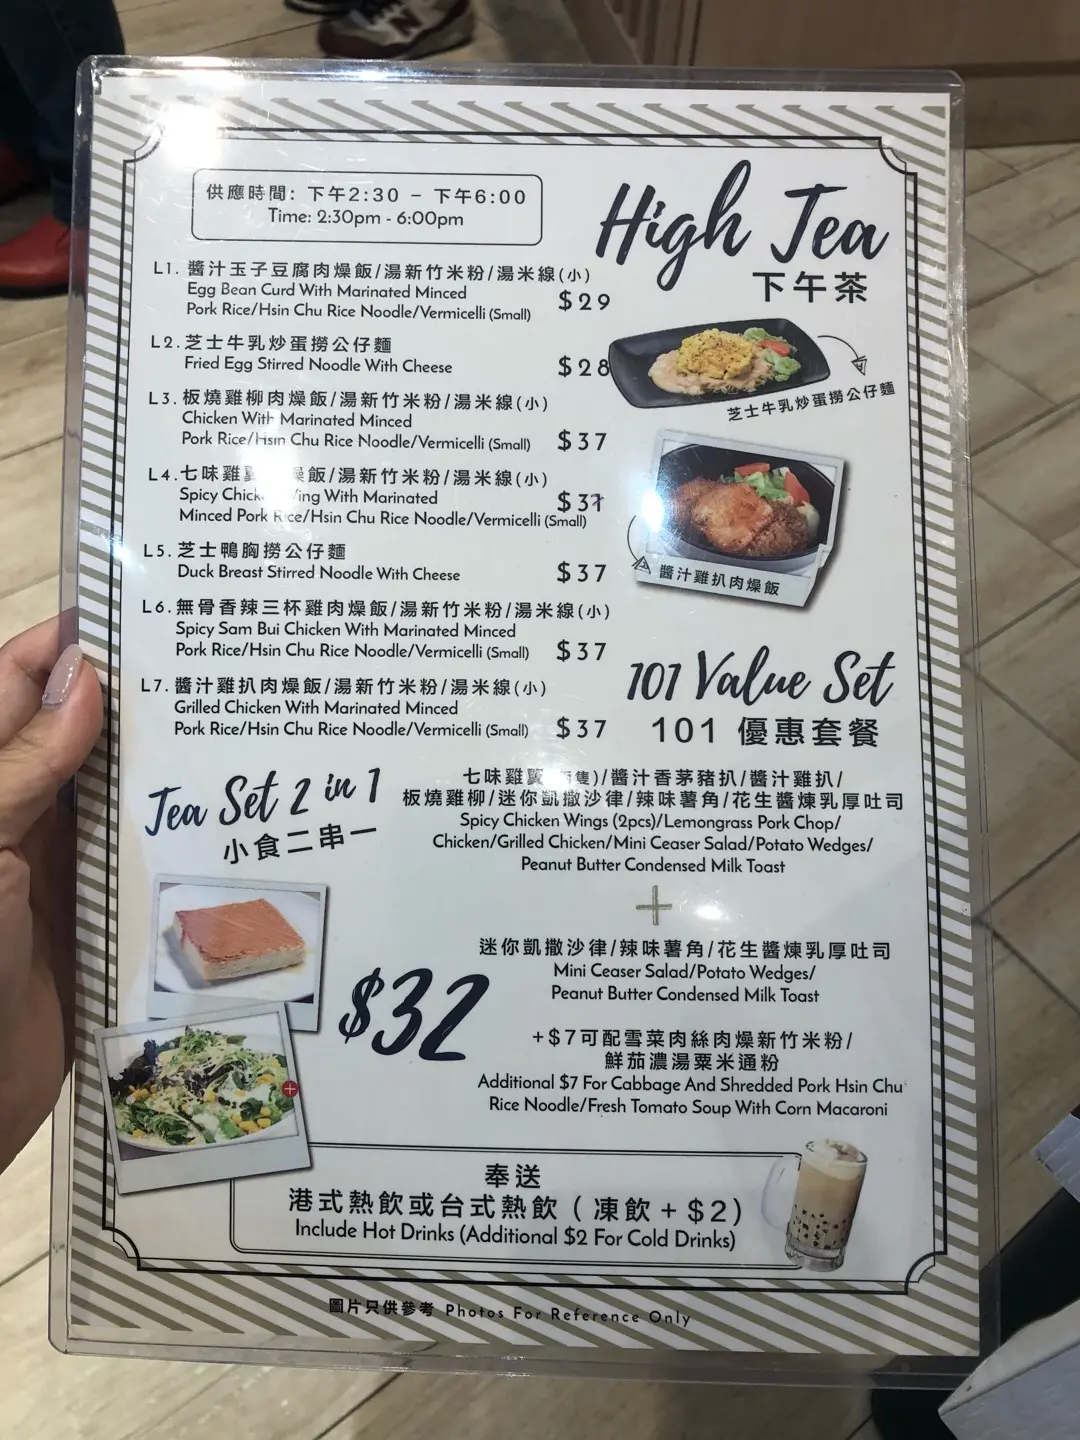 供應時間: 下午2:30 – 下午6:00
Time: 2:30pm - 6:00pm
High Tea
下午茶
L1. 醬汁玉子豆腐肉燥飯/湯新竹米粉/湯米線(小)
Egg Bean Curd With Marinated Minced
Pork Rice/Hsin Chu Rice Noodle/Vermicelli (Small)
$29
L2. 芝士牛乳炒蛋撈公仔麵
Fried Egg Stirred Noodle With Cheese
$28
芝士牛乳炒蛋撈公仔麵
L3. 板燒雞柳肉燥飯/湯新竹米粉/湯米線(小)
Chicken With Marinated Minced
Pork Rice/Hsin Chu Rice Noodle/Vermicelli (Small)
$37
L4. 七味雞翼 燥飯/湯新竹米粉/湯米線(小)
Spicy With Marinated
Minced Pork Rice/Hsin Chu Rice Noodle/Vermicelli (Small)
L5. 芝士鴨胸撈公仔麵
Duck Breast Stirred Noodle With Cheese
$37
醬汁雞扒肉燥飯
L6. 無骨香辣三杯雞肉燥飯/湯新竹米粉/湯米線(小)
Spicy Sam Bui Chicken With Marinated Minced
Pork Rice/Hsin Chu Rice Noodle/Vermicelli (Small)
$37
L7. 醬汁雞扒肉燥飯/湯新竹米粉/湯米線(小)
Grilled Chicken With Marinated Minced
Pork Rice/Hsin Chu Rice Noodle/Vermicelli (Small)
$37
101 Value Set
101 優惠套餐
Tea Set 2 in 1
小食二串一
七味雞翼 隻)/醬汁香茅豬扒/醬汁雞扒/
板燒雞柳/迷你凱撒沙律/辣味薯角/花生醬煉乳厚吐司
Spicy Chicken Wings (2pcs)/Lemongrass Pork Chop/
Chicken/Grilled Chicken/Mini Ceaser Salad/Potato Wedges/
Peanut Butter Condensed Milk Toast
+
迷你凱撒沙律/辣味薯角/花生醬煉乳厚吐司
Mini Ceaser Salad/Potato Wedges/
Peanut Butter Condensed Milk Toast
$32
+$7可配雪菜肉絲肉燥新竹米粉/
鮮茄濃湯粟米通粉
Additional $7 For Cabbage And Shredded Pork Hsin Chu
Rice Noodle/Fresh Tomato Soup With Corn Macaroni
奉送
港式熱飲或台式熱飲 ( 凍飲 + $2)
Include Hot Drinks (Additional $2 For Cold Drinks)
圖片只供參考 Photos For Reference Only